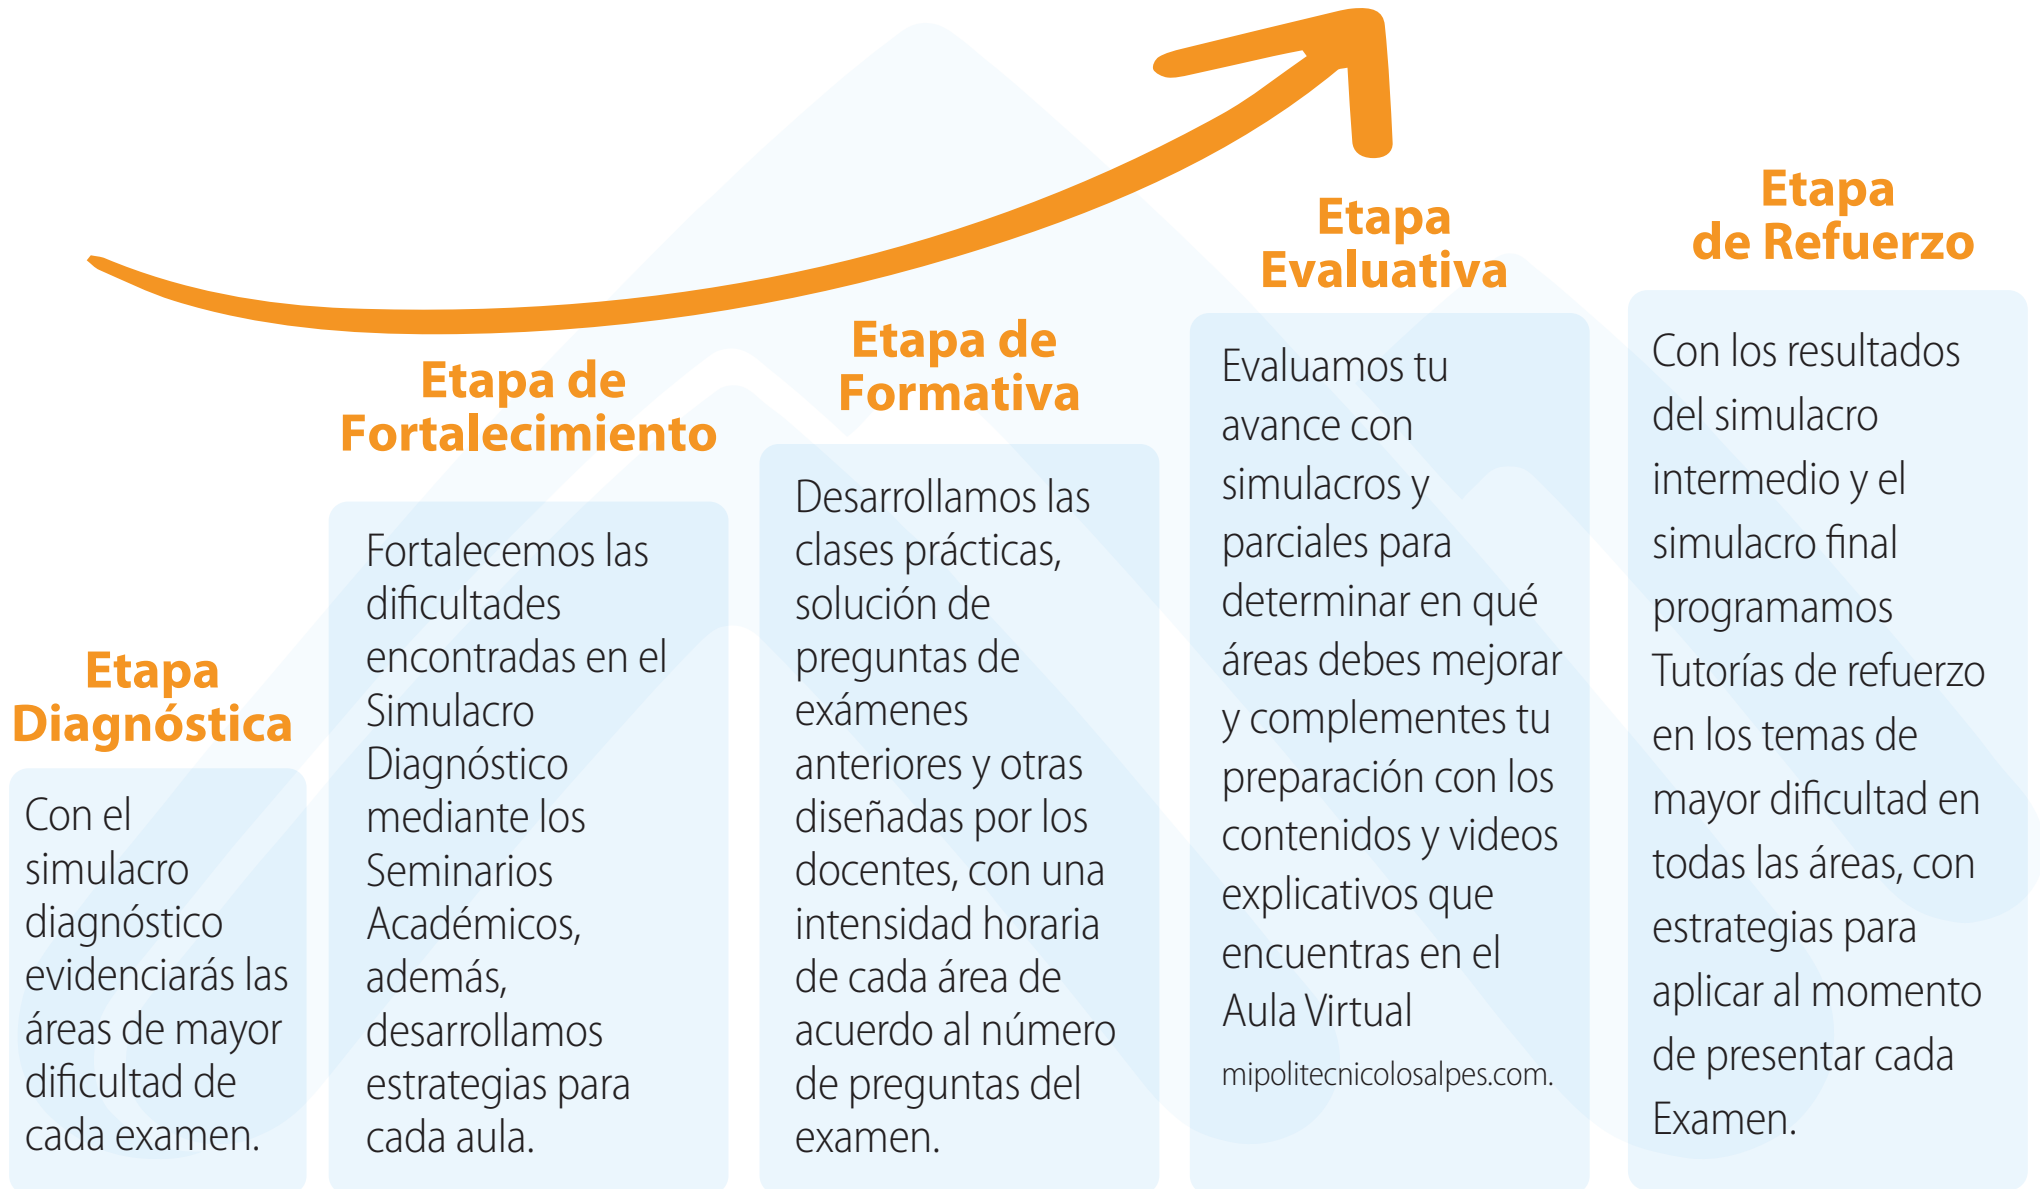 Etapa
Diagnóstica
Con el
simulacro
diagnóstico
evidenciarás las
áreas de mayor
dificultad de
cada examen.
Etapa de
Fortalecimiento
Fortalecemos las
dificultades
encontradas en el
Simulacro
Diagnóstico
mediante los
Seminarios
Académicos,
además,
desarrollamos
estrategias para
cada aula.
Etapa de
Formativa
Desarrollamos las
clases prácticas,
solución de
preguntas de
exámenes
anteriores y otras
diseñadas por los
docentes, con una
intensidad horaria
de cada área de
acuerdo al número
de preguntas del
examen.
Etapa
Evaluativa
Evaluamos tu
avance con
simulacros y
parciales para
determinar en qué
áreas debes mejorar
y complementes tu
preparación con los
contenidos y videos
explicativos que
encuentras en el
Aula Virtual
mipolitecnicolosalpes.com.
Etapa
de Refuerzo
Con los resultados
del simulacro
intermedio y el
simulacro final
programamos
Tutorías de refuerzo
en los temas de
mayor dificultad en
todas las áreas, con
estrategias para
aplicar al momento
de presentar cada
Examen.